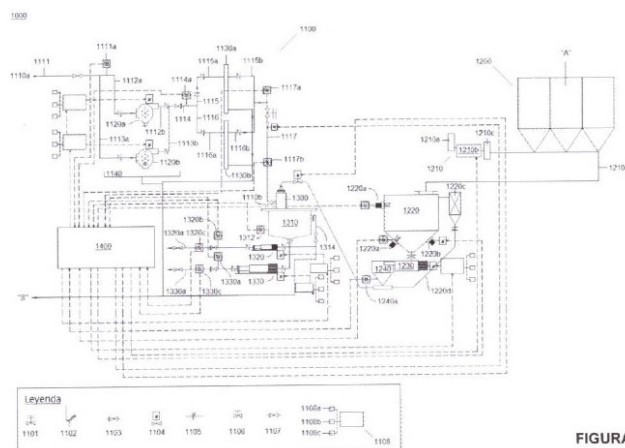 1000
1100
1111
1111a
1110a
1112a
1115a
1130a
1115b
1114a
1115
1114
1116
1117a
1117
1120a
1112b
1113a
1113b
1120b
1116a
1116b
1130b
1117b
1140
1200
"A"
1210a
1210c
1210b
1210
1210
1110b
1300
1220a
1220
1220c
1310
1312
1314
1320b
1320a
1320c
1320
1330a
1330
1330c
1220b
1240
1230
1220d
1240a
1400
"B"
Leyenda
1101
1102
1103
1104
1105
1106
1107
1108a
1108b
1108c
1108
FIGURA